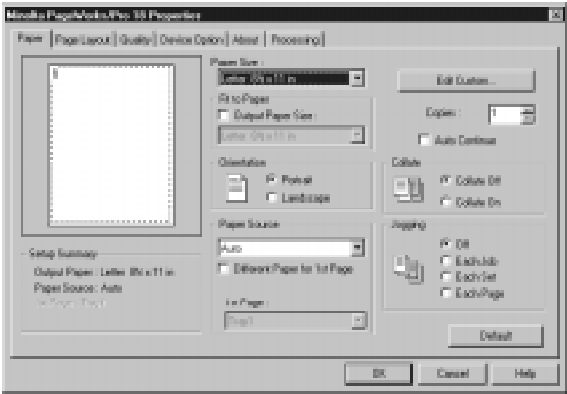 Minolta PageWorks/Pro 18 Properties
Paper Page Layout Quality Device Option About Processing
Paper Size :
Letter 8½ x 11 in
Edit Custom...
Fit to Paper
Output Paper Size :
Letter 8½ x 11 in
Copies : 1
Auto Continue
Orientation
Portrait
Landscape
Collate
Collate Off
Collate On
Paper Source
Auto
Different Paper for 1st Page
1st Page :
Tray1
Jogging
Off
Each Job
Each Set
Each Page
Setup Summary
Output Paper : Letter 8½ x 11 in
Paper Source : Auto
Default
OK Cancel Help